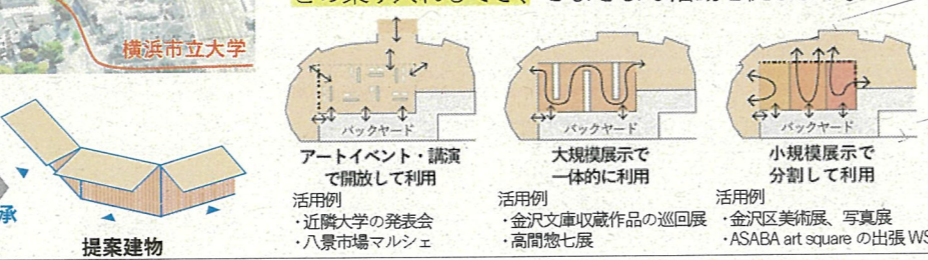 横浜市立大学
バックヤード
アートイベント・講演
で開放して利用
活用例
・近隣大学の発表会
・八景市場マルシェ
バックヤード
大規模展示で
一体的に利用
活用例
・金沢文庫収蔵作品の巡回展
・高間惣七展
バックヤード
小規模展示で
分割して利用
活用例
・金沢区美術展、写真展
・ASABA art square の出張 WS
承
提案建物